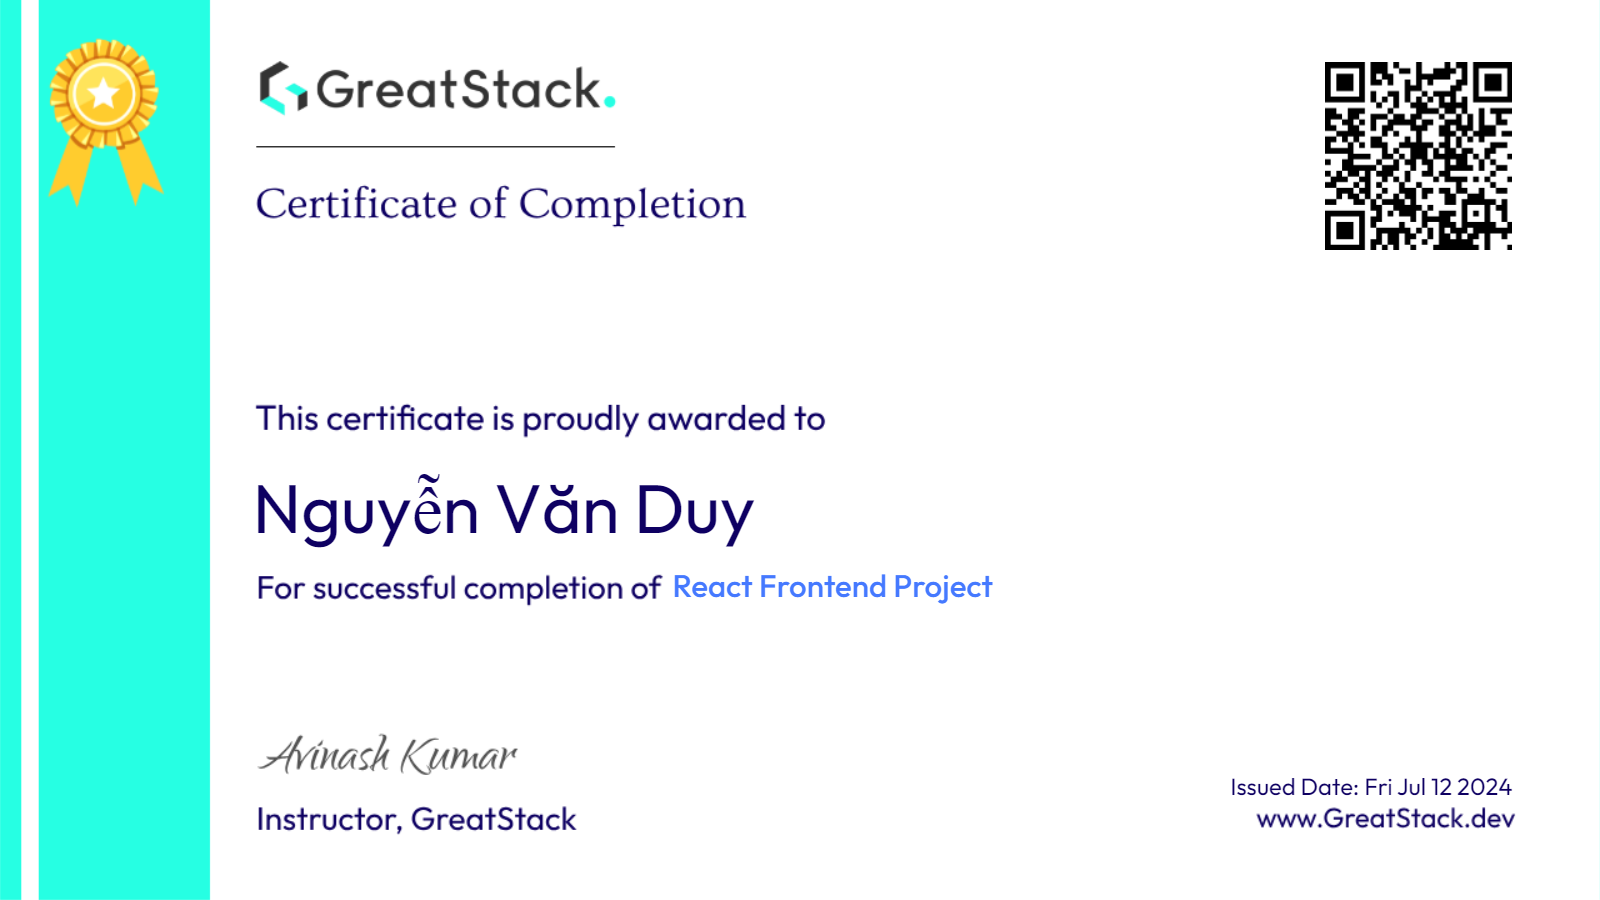 GreatStack.
Certificate of Completion
This certificate is proudly awarded to
Nguyễn Văn Duy
For successful completion of React Frontend Project
Avinash Kumar
Instructor, GreatStack
Issued Date: Fri Jul 12 2024
www.GreatStack.dev